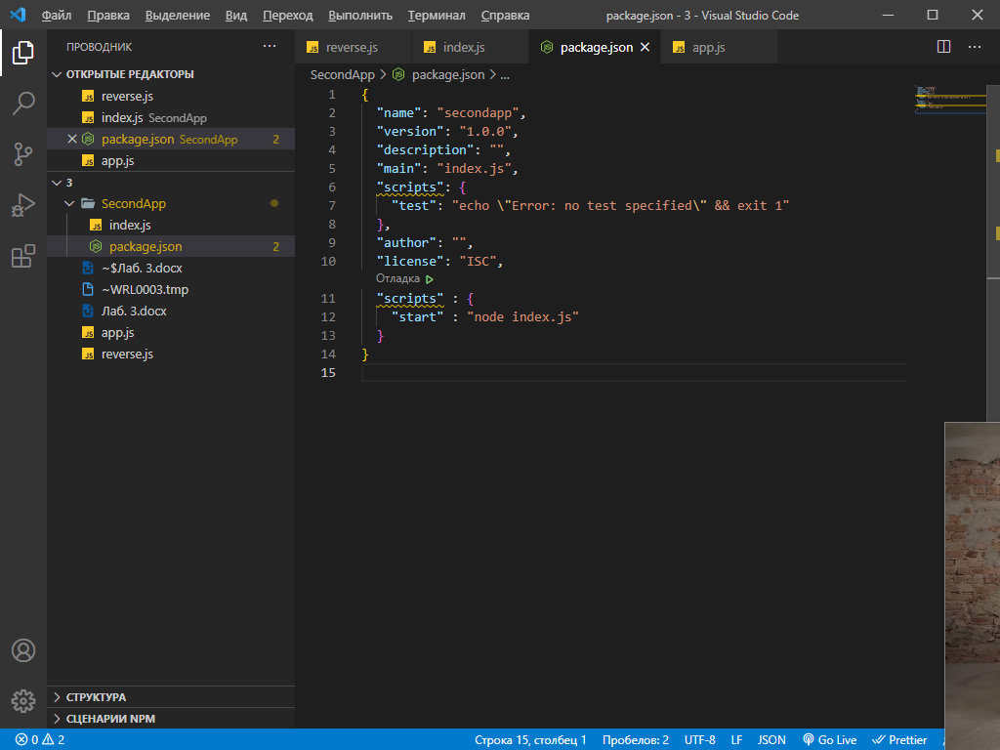 Файл Правка Выделение Вид Переход Выполнить Терминал Справка package.json - 3 - Visual Studio Code
ПРОВОДНИК
ОТКРЫТЫЕ РЕДАКТОРЫ
reverse.js
index.js SecondApp
package.json SecondApp 2
app.js
3
SecondApp
index.js
package.json 2
~$Лаб. 3.docx
~WRL0003.tmp
Лаб. 3.docx
app.js
reverse.js
СТРУКТУРА
СЦЕНАРИИ NPM
reverse.js index.js package.json app.js
SecondApp > package.json > ...
1 {
2 "name": "secondapp",
3 "version": "1.0.0",
4 "description": "",
5 "main": "index.js",
6 "scripts": {
7 "test": "echo \"Error: no test specified\" && exit 1"
8 },
9 "author": "",
10 "license": "ISC",
Отладка
11 "scripts" : {
12 "start" : "node index.js"
13 }
14 }
15
0 2 Строка 15, столбец 1 Пробелов: 2 UTF-8 LF JSON Go Live Prettier